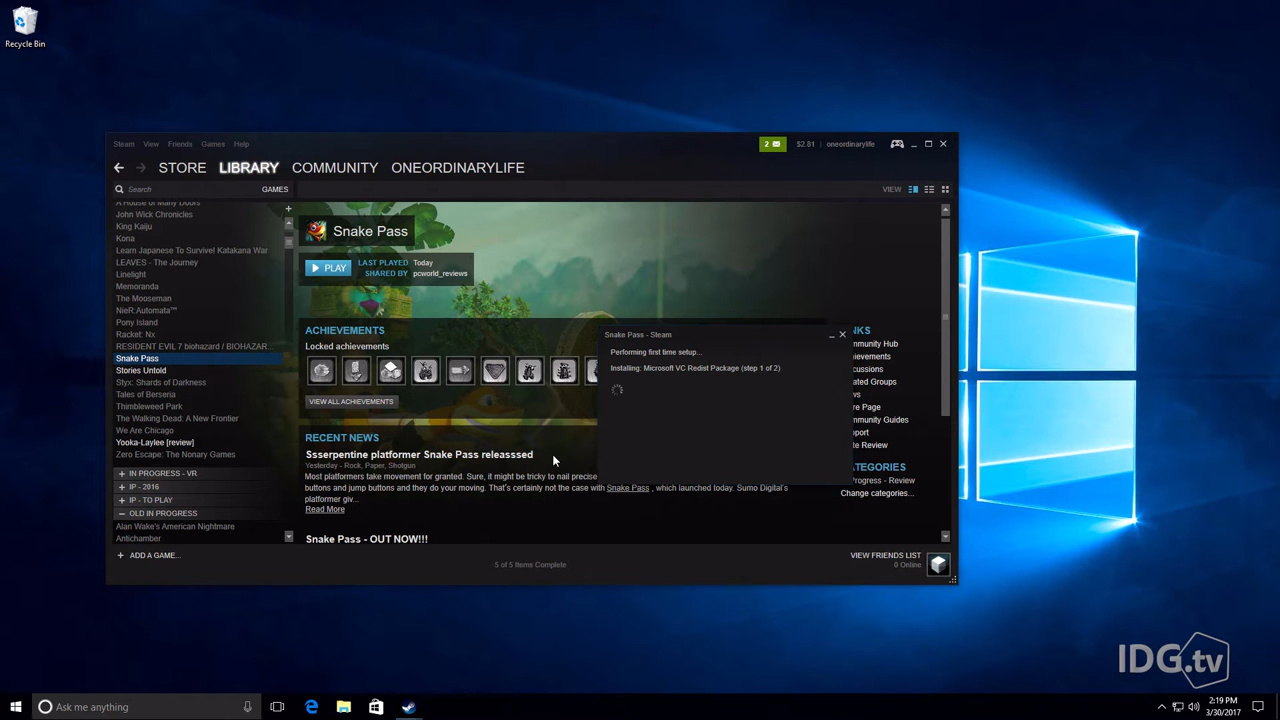 Recycle Bin
Steam View Friends Games Help
2 $2.81 oneordinarylife
STORE LIBRARY COMMUNITY ONEORDINARYLIFE
Search GAMES
VIEW
A House of Many Doors
John Wick Chronicles
King Kaiju
Kona
Learn Japanese To Survive! Katakana War
LEAVES - The Journey
Linelight
Memoranda
The Mooseman
NieR:Automata™
Pony Island
Racket: Nx
RESIDENT EVIL 7 biohazard / BIOHAZAR...
Snake Pass
Stories Untold
Styx: Shards of Darkness
Tales of Berseria
Thimbleweed Park
The Walking Dead: A New Frontier
We Are Chicago
Yooka-Laylee [review]
Zero Escape: The Nonary Games
IN PROGRESS - VR
IP - 2016
IP - TO PLAY
OLD IN PROGRESS
Alan Wake's American Nightmare
Antichamber
ADD A GAME...
Snake Pass
PLAY
LAST PLAYED Today
SHARED BY pcworld_reviews
ACHIEVEMENTS
Locked achievements
VIEW ALL ACHIEVEMENTS
RECENT NEWS
Ssserpentine platformer Snake Pass releasssed
Yesterday - Rock, Paper, Shotgun
Most platformers take movement for granted. Sure, it might be tricky to nail precise
buttons and jump buttons and they do your moving. That's certainly not the case with Snake Pass , which launched today. Sumo Digital's
platformer giv...
Read More
Snake Pass - OUT NOW!!!
Snake Pass - Steam
Performing first time setup...
Installing: Microsoft VC Redist Package (step 1 of 2)
NKS
mmunity Hub
ievements
cussions
ated Groups
ws
re Page
mmunity Guides
port
te Review
ATEGORIES
Progress - Review
Change categories...
5 of 5 Items Complete
VIEW FRIENDS LIST
0 Online
IDG.tv
Ask me anything
2:19 PM
3/30/2017